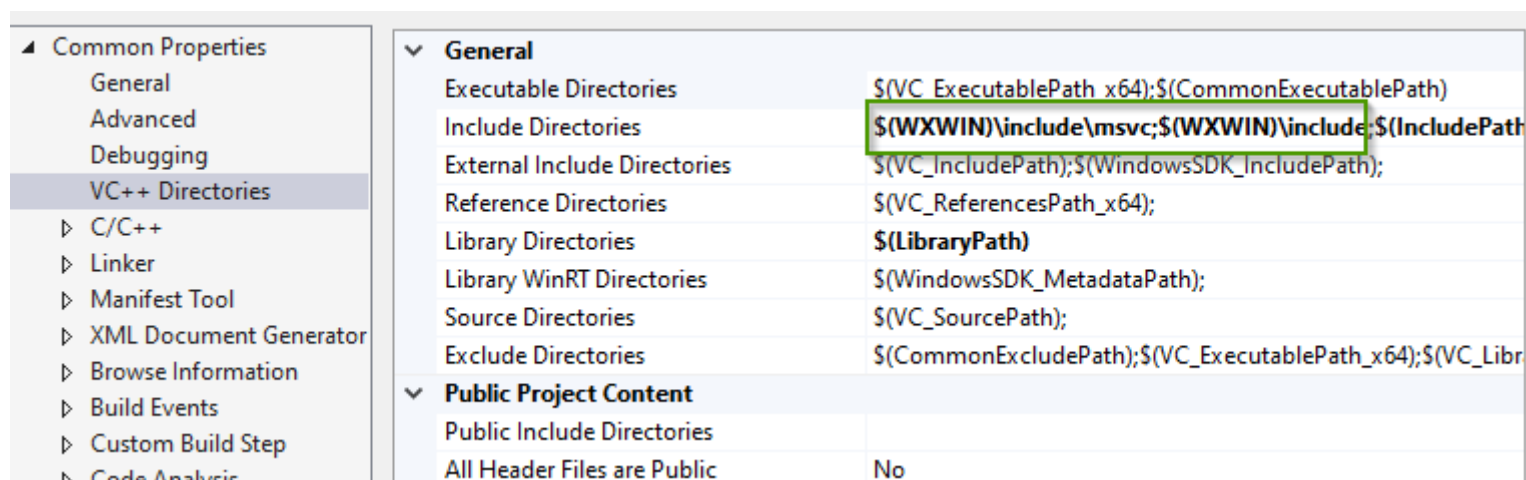 Common Properties
General
Advanced
Debugging
VC++ Directories
C/C++
Linker
Manifest Tool
XML Document Generator
Browse Information
Build Events
Custom Build Step
Code Analysis
General
Executable Directories $(VC_ExecutablePath_x64);$(CommonExecutablePath)
Include Directories $(WXWIN)\include\msvc;$(WXWIN)\include;$(IncludePath
External Include Directories $(VC_IncludePath);$(WindowsSDK_IncludePath);
Reference Directories $(VC_ReferencesPath_x64);
Library Directories $(LibraryPath)
Library WinRT Directories $(WindowsSDK_MetadataPath);
Source Directories $(VC_SourcePath);
Exclude Directories $(CommonExcludePath);$(VC_ExecutablePath_x64);$(VC_Libr
Public Project Content
Public Include Directories
All Header Files are Public No